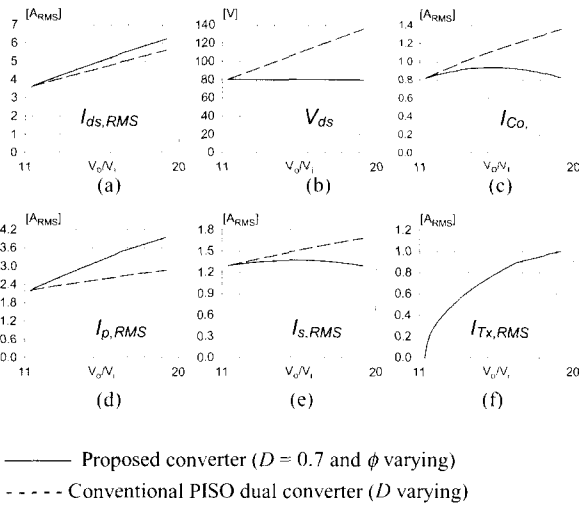 [A_RMS] [V] [A_RMS]
7 140 1.4
6 120 1.2
5 100 1.0
4 80 0.8
3 60 0.6
2 40 0.4
1 20 0.2
0 0 0.0
I_ds,RMS V_ds I_Co,
11 V_o/V_i 20 11 V_o/V_i 20 11 V_o/V_i 20
(a) (b) (c)
[A_RMS] [A_RMS] [A_RMS]
4.2 1.8 1.2
3.6 1.5 1.0
3.0 1.2 0.8
2.4 0.9 0.6
1.8 0.6 0.4
1.2 0.3 0.2
0.6 0.0 0.0
0.0
I_p,RMS I_s,RMS I_Tx,RMS
11 V_o/V_i 20 11 V_o/V_i 20 11 V_o/V_i 20
(d) (e) (f)
Proposed converter (D = 0.7 and ϕ varying)
Conventional PISO dual converter (D varying)